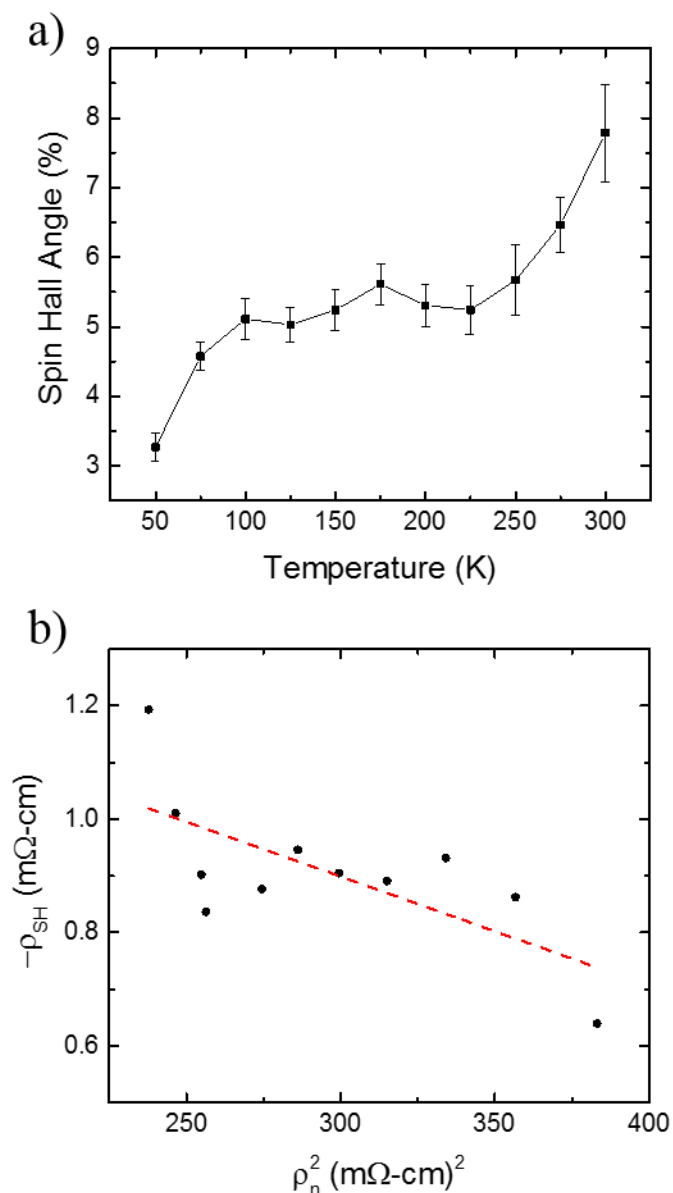 a)
9
8
7
6
5
4
3
Spin Hall Angle (%)
50 100 150 200 250 300
Temperature (K)
b)
1.2
1.0
0.8
0.6
−ρSH (mΩ-cm)
250 300 350 400
ρn² (mΩ-cm)²